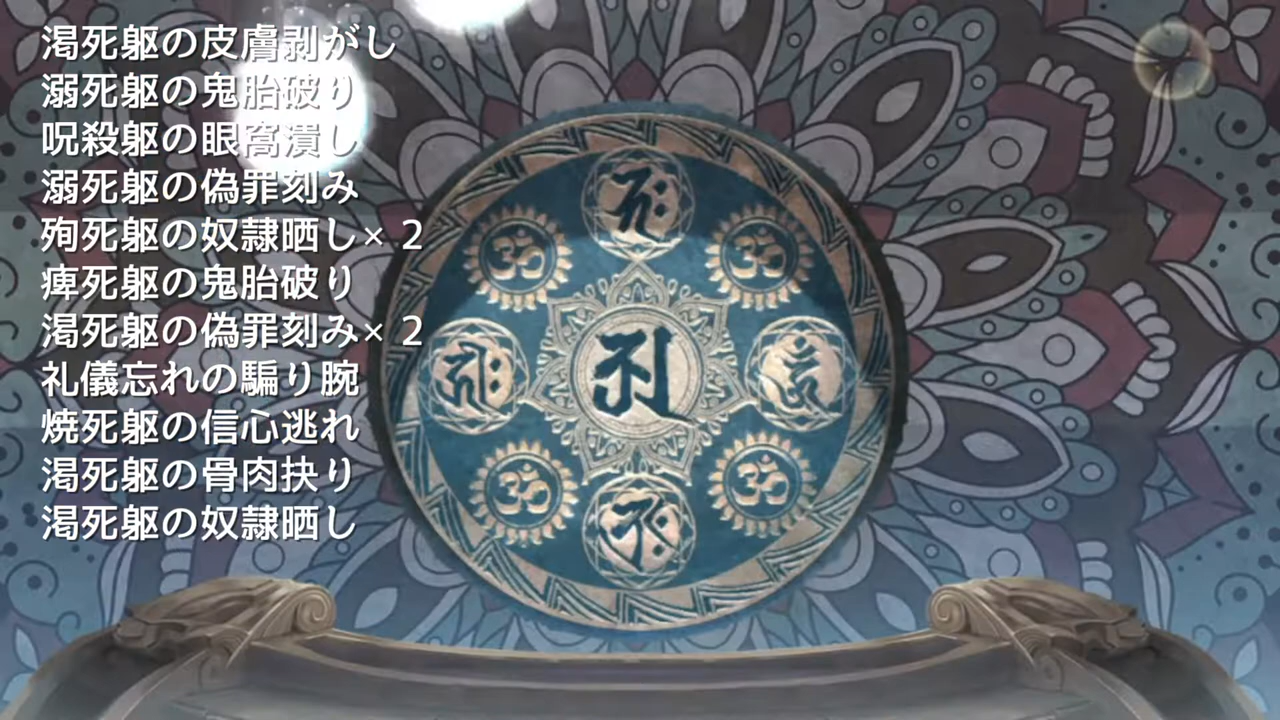 渇死躯の皮膚剥がし
溺死躯の鬼胎破り
呪殺躯の眼窩潰し
溺死躯の偽罪刻み
殉死躯の奴隷晒し×２
痺死躯の鬼胎破り
渇死躯の偽罪刻み×２
礼儀忘れの騙り腕
焼死躯の信心逃れ
渇死躯の骨肉抉り
渇死躯の奴隷晒し
ॐ ॐ
ॐ ॐ